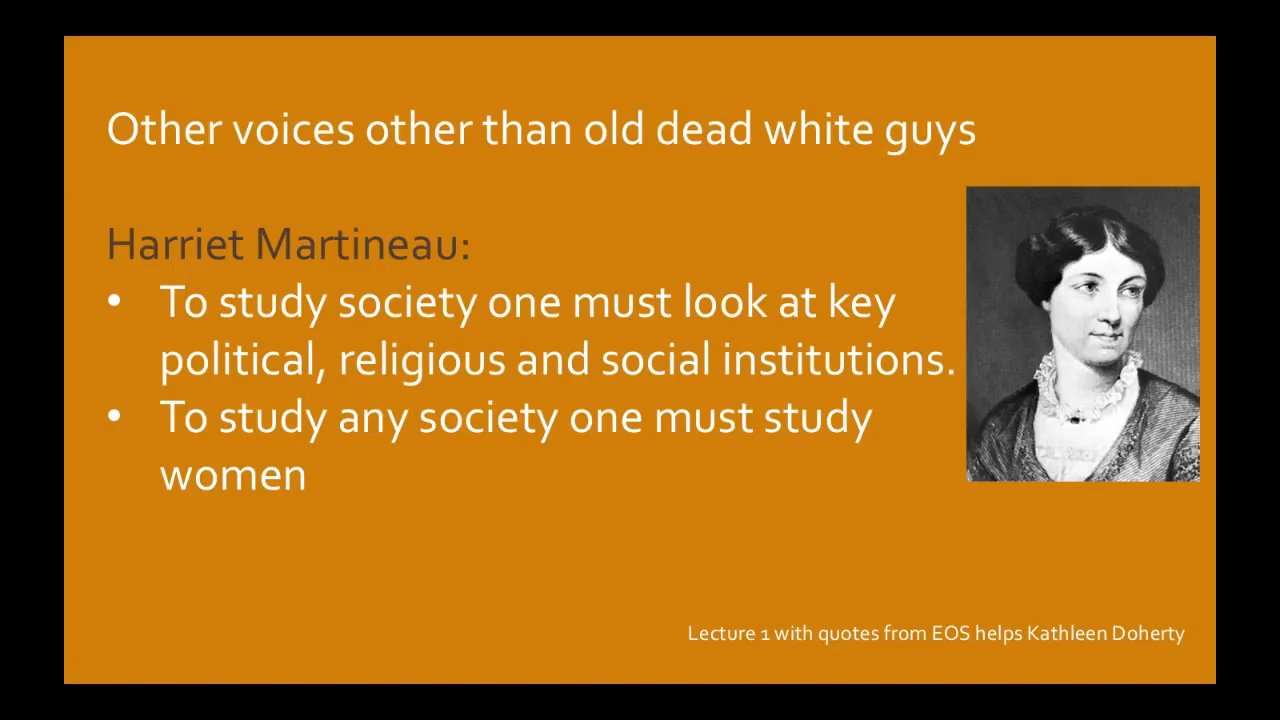 Other voices other than old dead white guys
Harriet Martineau:
• To study society one must look at key
political, religious and social institutions.
• To study any society one must study
women
Lecture 1 with quotes from EOS helps Kathleen Doherty